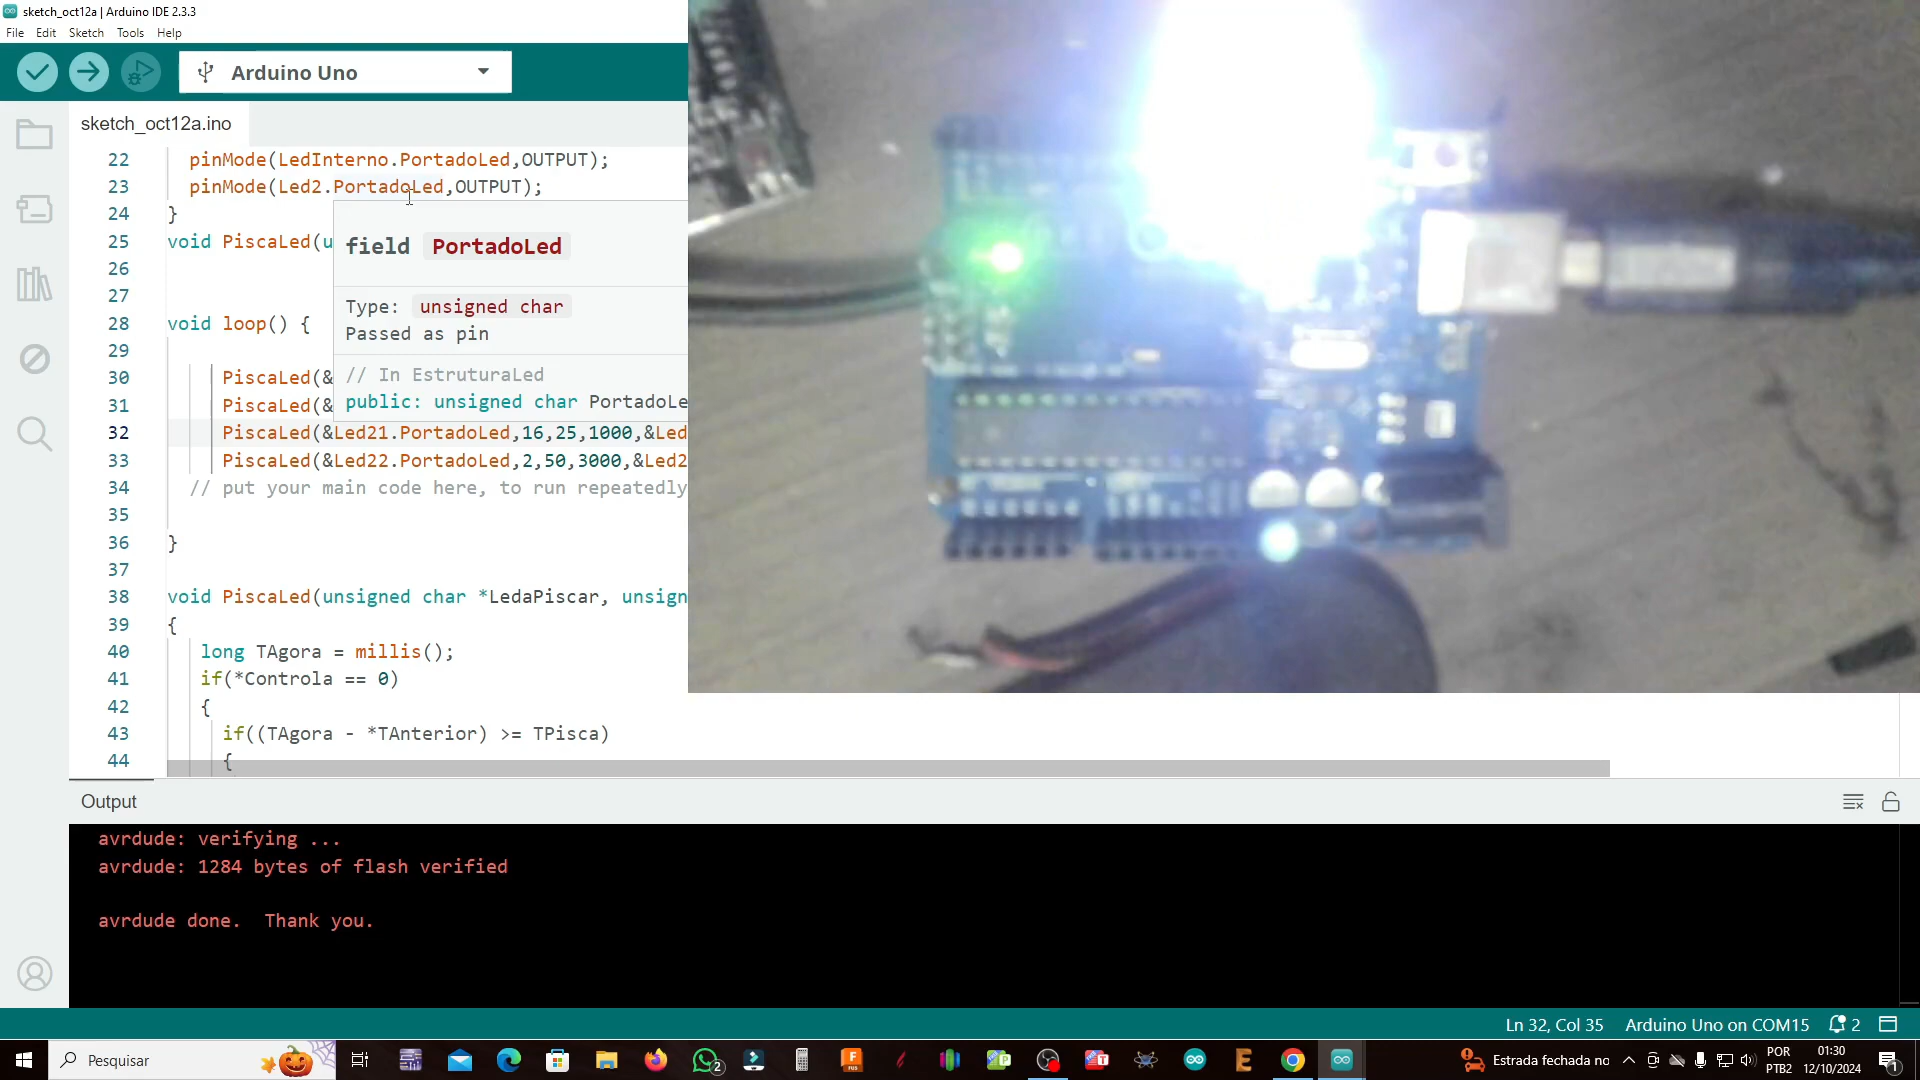 sketch_oct12a | Arduino IDE 2.3.3
File Edit Sketch Tools Help
Arduino Uno
sketch_oct12a.ino
22 pinMode(LedInterno.PortadoLed,OUTPUT);
23 pinMode(Led2.PortadoLed,OUTPUT);
24 }
25 void PiscaLed(u
26
27
28 void loop() {
29
30 PiscaLed(&
31 PiscaLed(&
32 PiscaLed(&Led21.PortadoLed,16,25,1000,&Led
33 PiscaLed(&Led22.PortadoLed,2,50,3000,&Led2
34 // put your main code here, to run repeatedly
35
36 }
37
38 void PiscaLed(unsigned char *LedaPiscar, unsign
39 {
40 long TAgora = millis();
41 if(*Controla == 0)
42 {
43 if((TAgora - *TAnterior) >= TPisca)
44 {
field PortadoLed
Type: unsigned char
Passed as pin
// In EstruturaLed
public: unsigned char PortadoLe
Output
avrdude: verifying ...
avrdude: 1284 bytes of flash verified
avrdude done. Thank you.
Ln 32, Col 35 Arduino Uno on COM15 2
Pesquisar
2
Estrada fechada no
POR
PTB2
01:30
12/10/2024
1